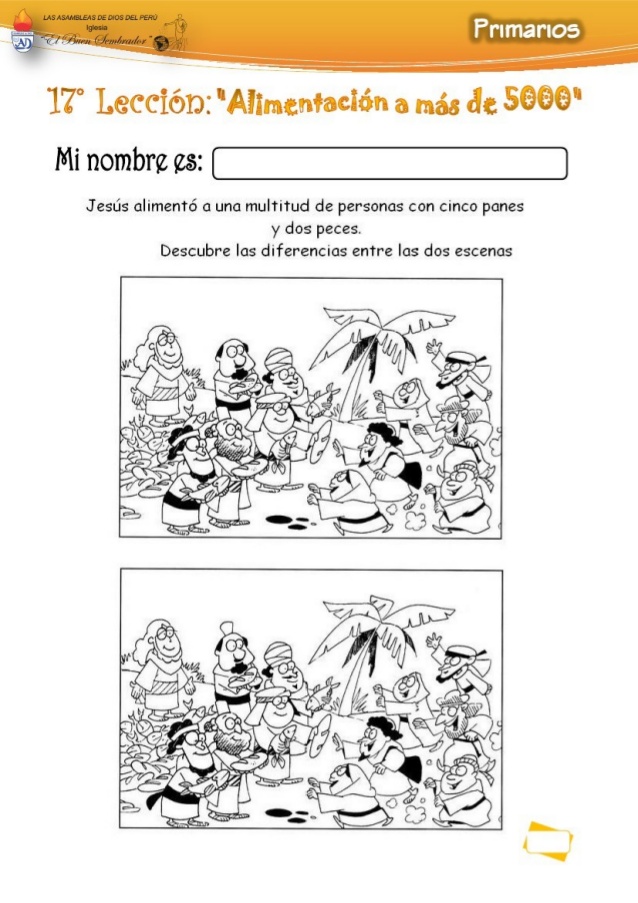 LAS ASAMBLEAS DE DIOS DEL PERÚ
Iglesia
"El Buen Sembrador"
AD
Primarios
17° Lección: "Alimentación a más de 5000"
Mi nombre es:
Jesús alimentó a una multitud de personas con cinco panes
y dos peces.
Descubre las diferencias entre las dos escenas